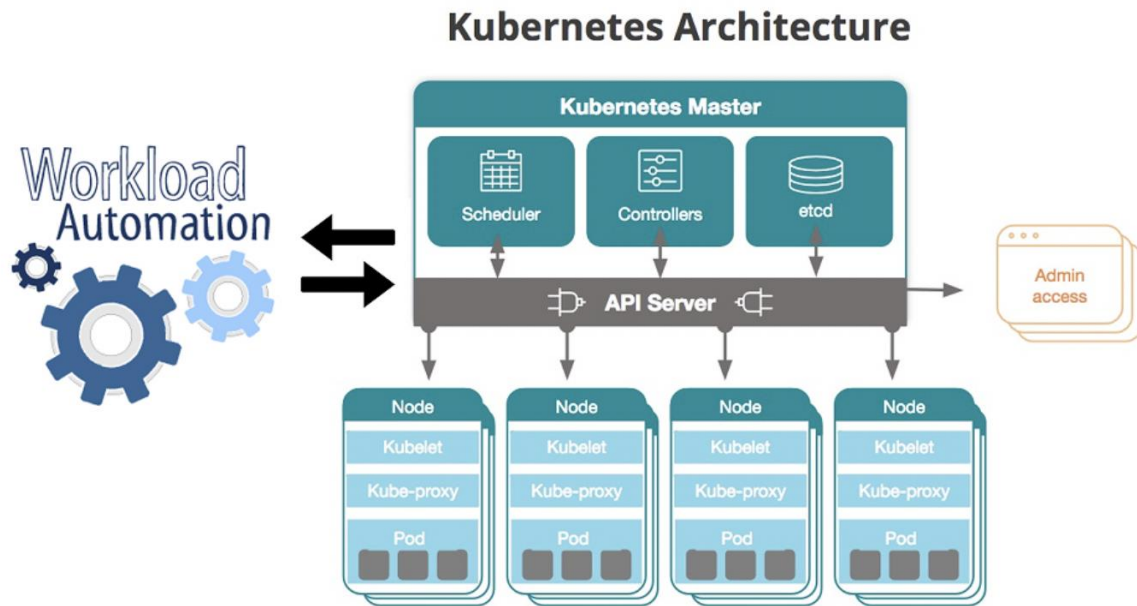 Kubernetes Architecture
Kubernetes Master
Workload
Automation
Scheduler
Controllers
etcd
API Server
Admin
access
Node
Kubelet
Kube-proxy
Pod
Node
Kubelet
Kube-proxy
Pod
Node
Kubelet
Kube-proxy
Pod
Node
Kubelet
Kube-proxy
Pod